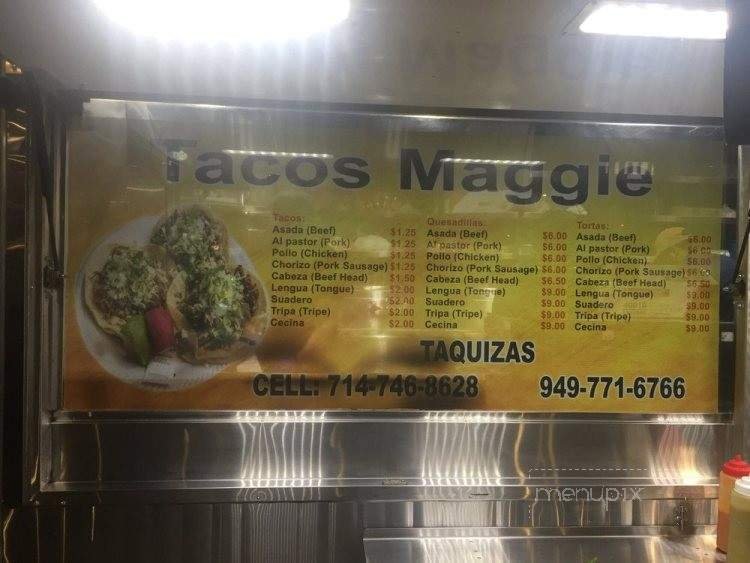 Tacos Maggie
Tacos:
Asada (Beef) $1.25
Al pastor (Pork) $1.25
Pollo (Chicken) $1.25
Chorizo (Pork Sausage) $1.25
Cabeza (Beef Head) $1.50
Lengua (Tongue) $2.00
Suadero $2.00
Tripa (Tripe) $2.00
Cecina $2.00
Quesadillas:
Asada (Beef) $6.00
Al pastor (Pork) $6.00
Pollo (Chicken) $6.00
Chorizo (Pork Sausage) $6.00
Cabeza (Beef Head) $6.50
Lengua (Tongue) $9.00
Suadero $9.00
Tripa (Tripe) $9.00
Cecina $9.00
Tortas:
Asada (Beef) $6.00
Al pastor (Pork) $6.00
Pollo (Chicken) $6.00
Chorizo (Pork Sausage) $6.00
Cabeza (Beef Head) $6.50
Lengua (Tongue) $9.00
Suadero $9.00
Tripa (Tripe) $9.00
Cecina $9.00
TAQUIZAS
CELL: 714-746-8628 949-771-6766
menupix